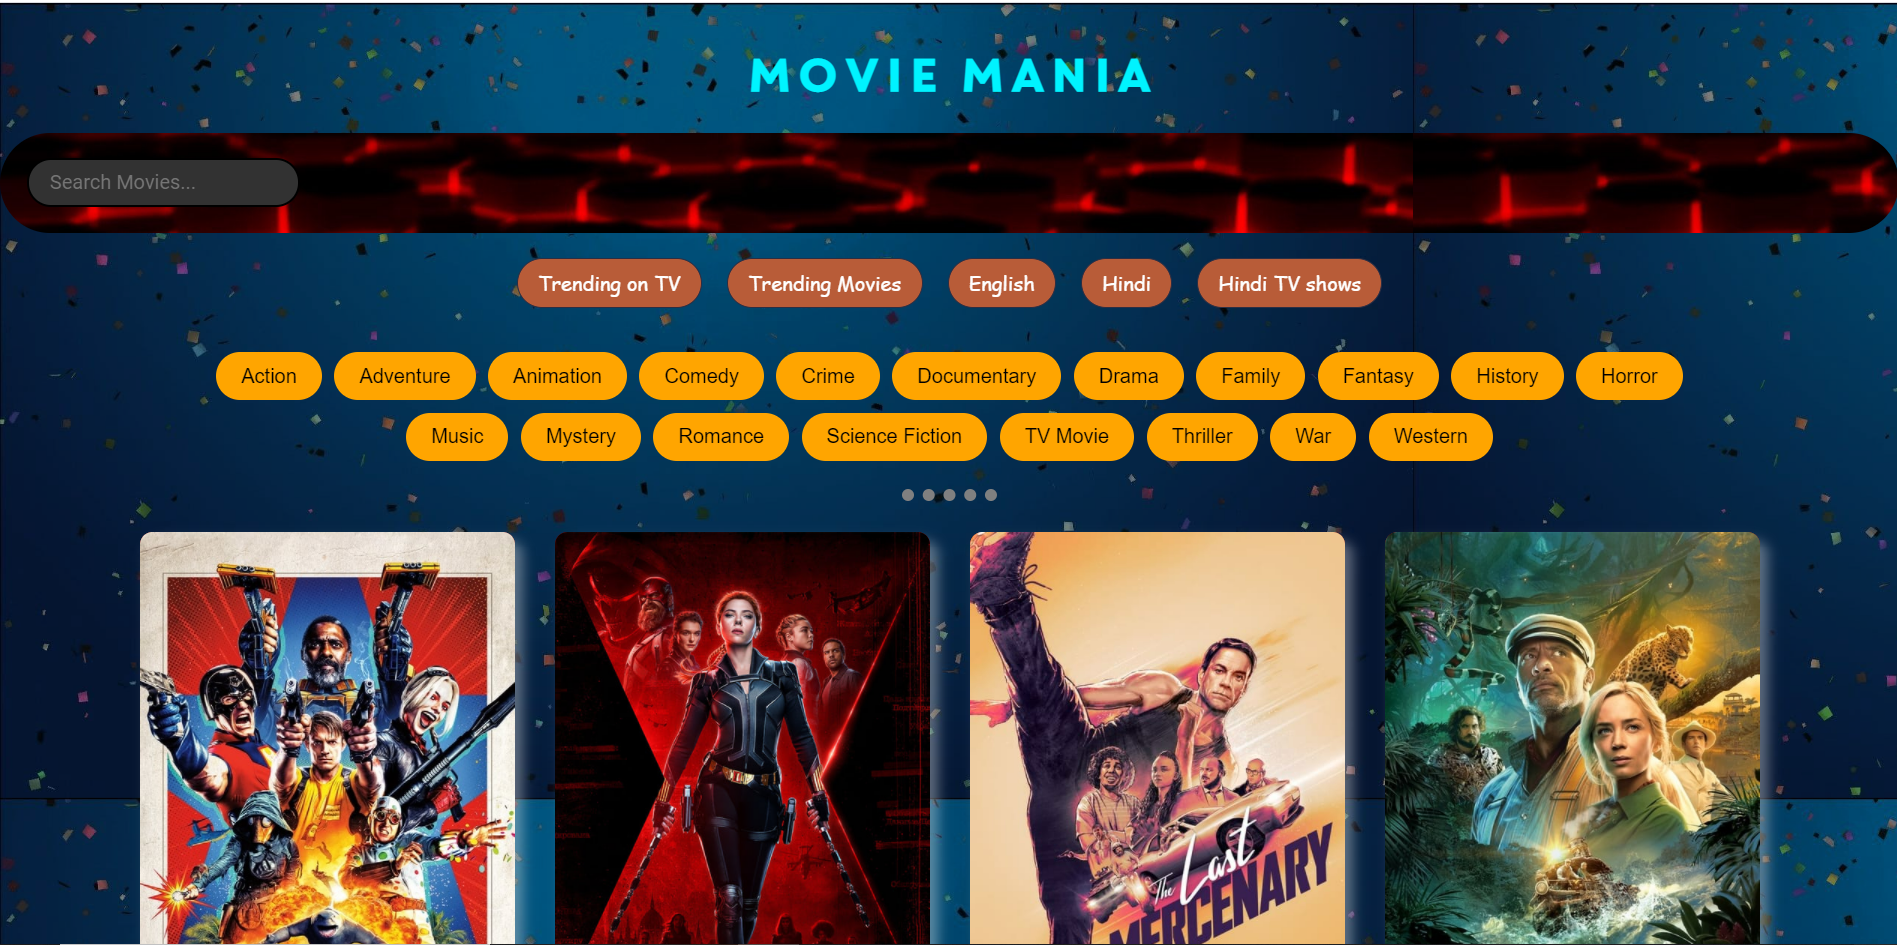 MOVIE MANIA
Search Movies...
Trending on TV Trending Movies English Hindi Hindi TV shows
Action Adventure Animation Comedy Crime Documentary Drama Family Fantasy History Horror
Music Mystery Romance Science Fiction TV Movie Thriller War Western
The Last
MERCENARY